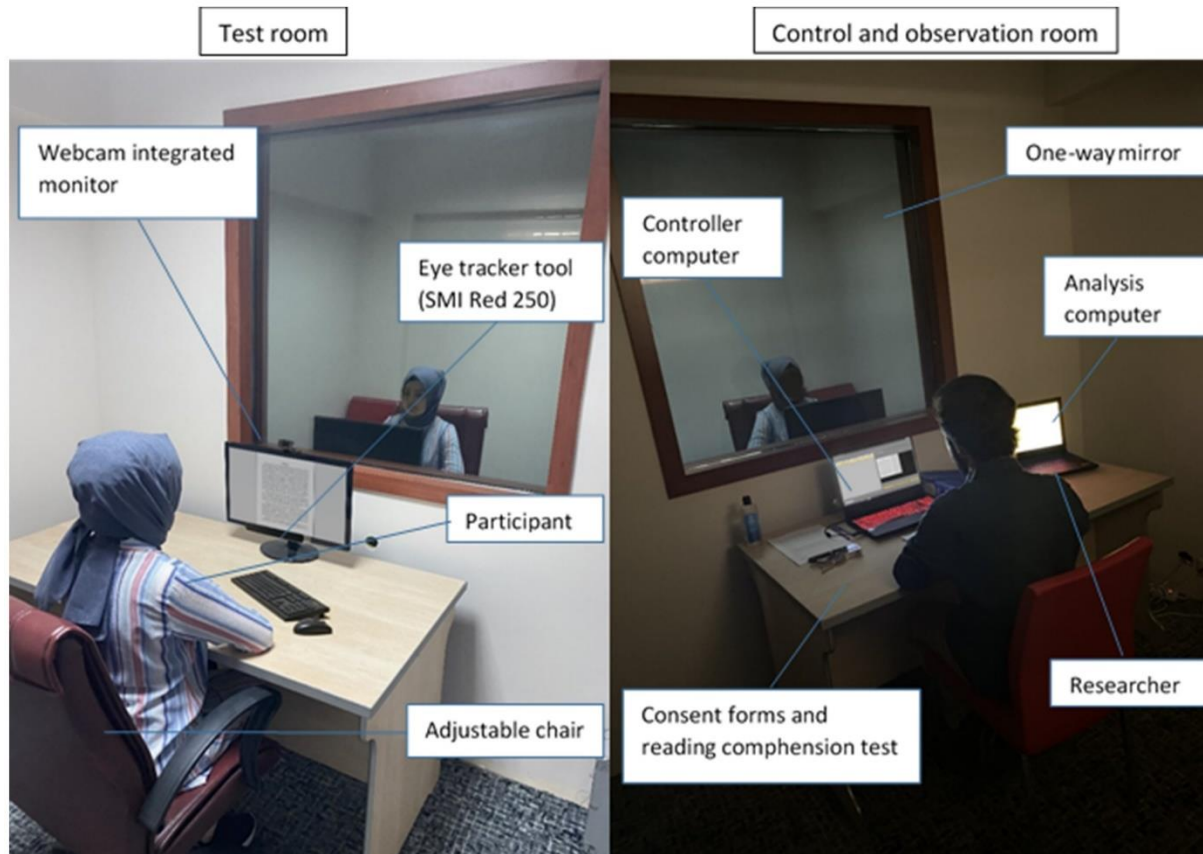 Test room
Control and observation room
Webcam integrated
monitor
Eye tracker tool
(SMI Red 250)
Participant
Adjustable chair
One-way mirror
Controller
computer
Analysis
computer
Researcher
Consent forms and
reading comphension test